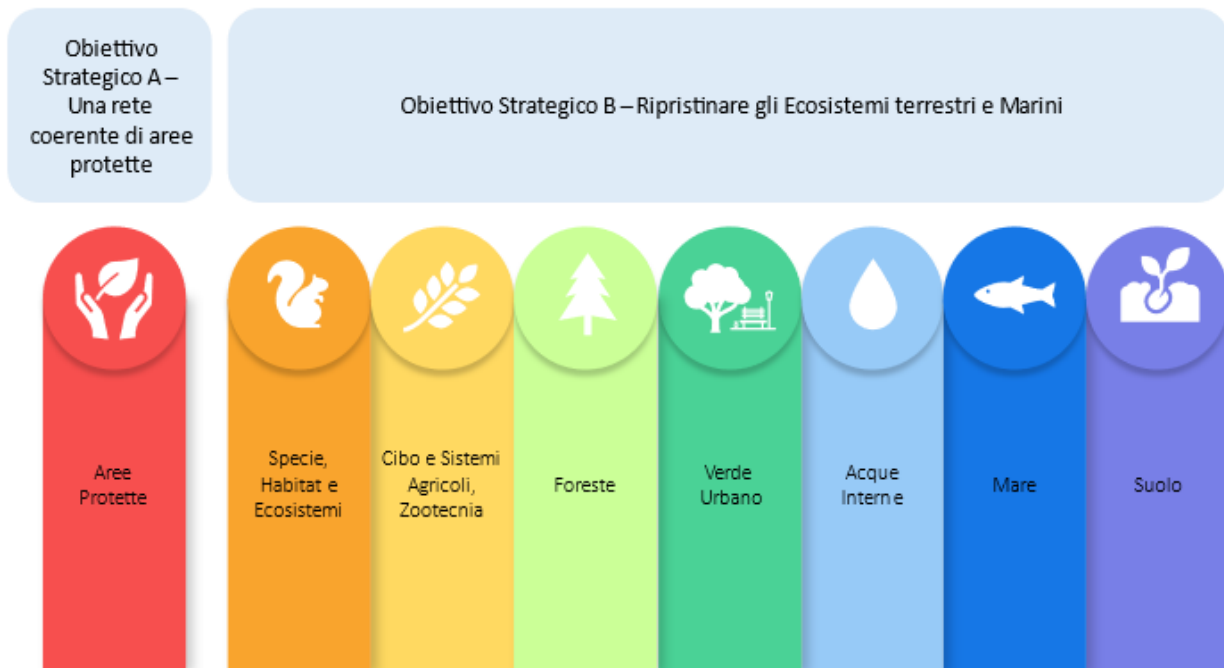 Obiettivo
Strategico A –
Una rete
coerente di aree
protette
Obiettivo Strategico B – Ripristinare gli Ecosistemi terrestri e Marini
Aree
Protette
Specie,
Habitat e
Ecosistemi
Cibo e Sistemi
Agricoli,
Zootecnia
Foreste
Verde
Urbano
Acque
Interne
Mare
Suolo